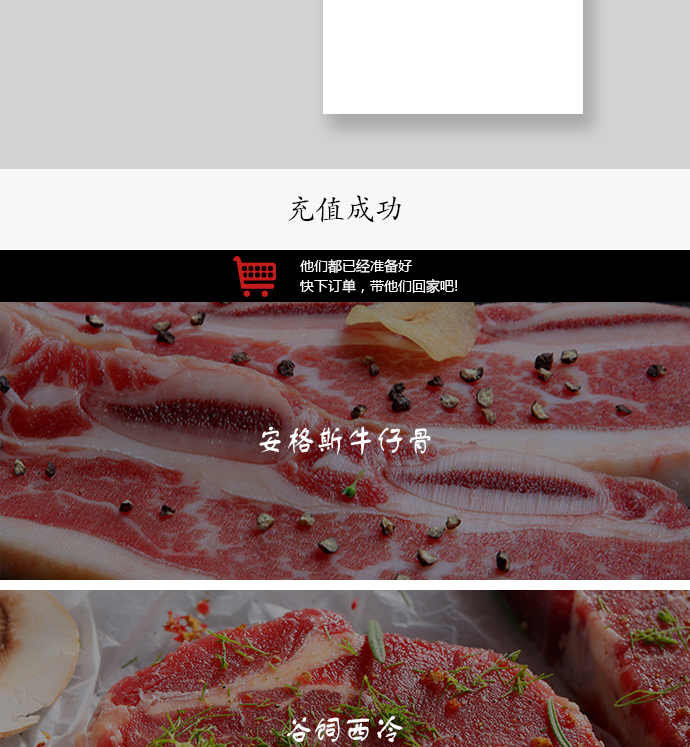 充值成功
他们都已经准备好
快下订单，带他们回家吧!
安格斯牛仔骨
谷饲西冷